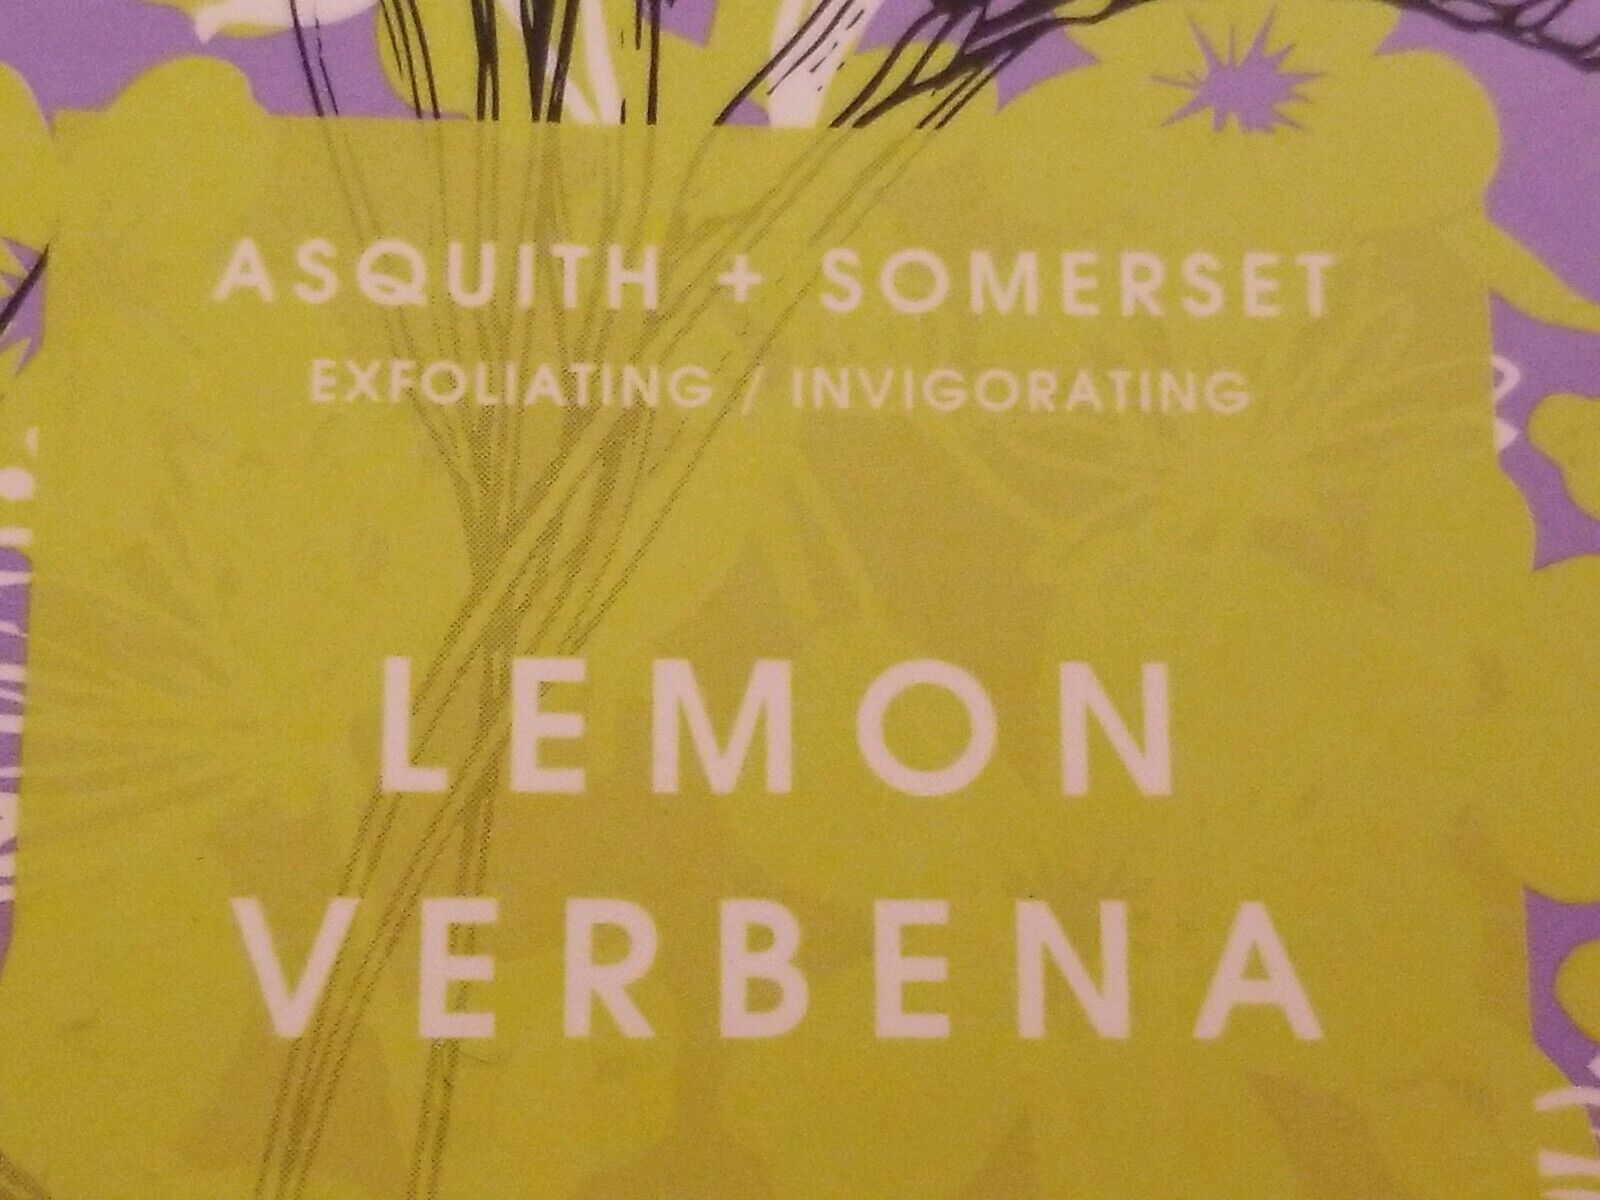 ASQUITH + SOMERSET
EXFOLIATING / INVIGORATING
LEMON
VERBENA